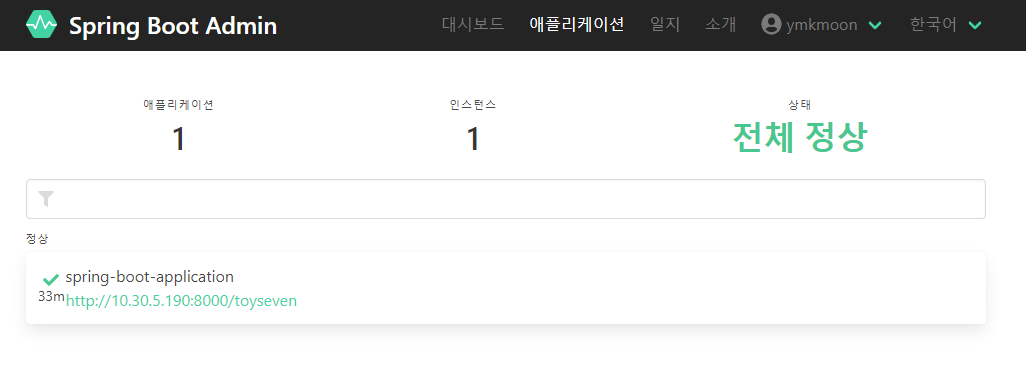 Spring Boot Admin 대시보드 애플리케이션 일지 소개 ymkmoon 한국어
애플리케이션 인스턴스 상태
1 1 전체 정상
정상
spring-boot-application
33m http://10.30.5.190:8000/toyseven